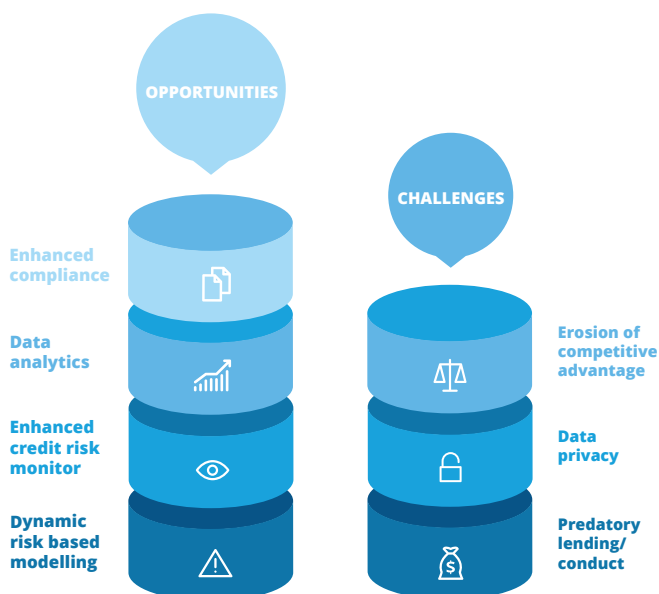 OPPORTUNITIES
Enhanced
compliance
Data
analytics
Enhanced
credit risk
monitor
Dynamic
risk based
modelling
CHALLENGES
Erosion of
competitive
advantage
Data
privacy
Predatory
lending/
conduct
$